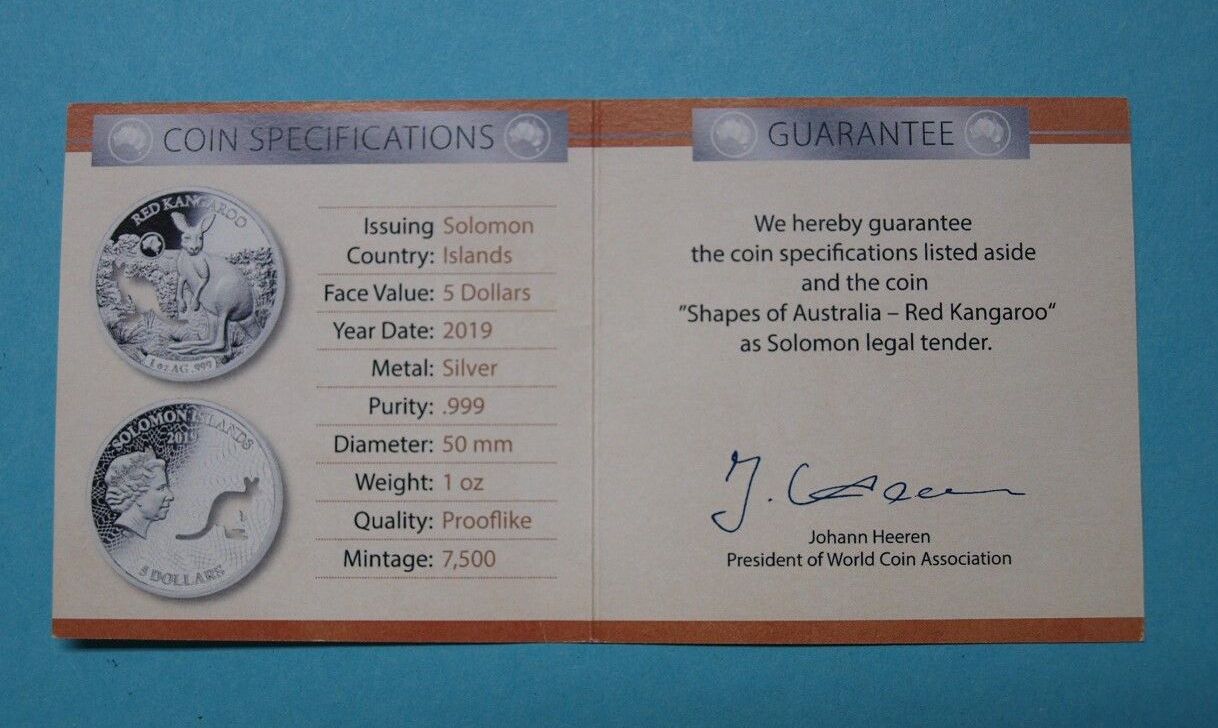 COIN SPECIFICATIONS
RED KANGAROO
1 oz AG .999
SOLOMON ISLANDS
2019
5 DOLLARS
Issuing Solomon
Country: Islands
Face Value: 5 Dollars
Year Date: 2019
Metal: Silver
Purity: .999
Diameter: 50 mm
Weight: 1 oz
Quality: Prooflike
Mintage: 7,500
GUARANTEE
We hereby guarantee
the coin specifications listed aside
and the coin
"Shapes of Australia – Red Kangaroo“
as Solomon legal tender.
J. Heeren
Johann Heeren
President of World Coin Association